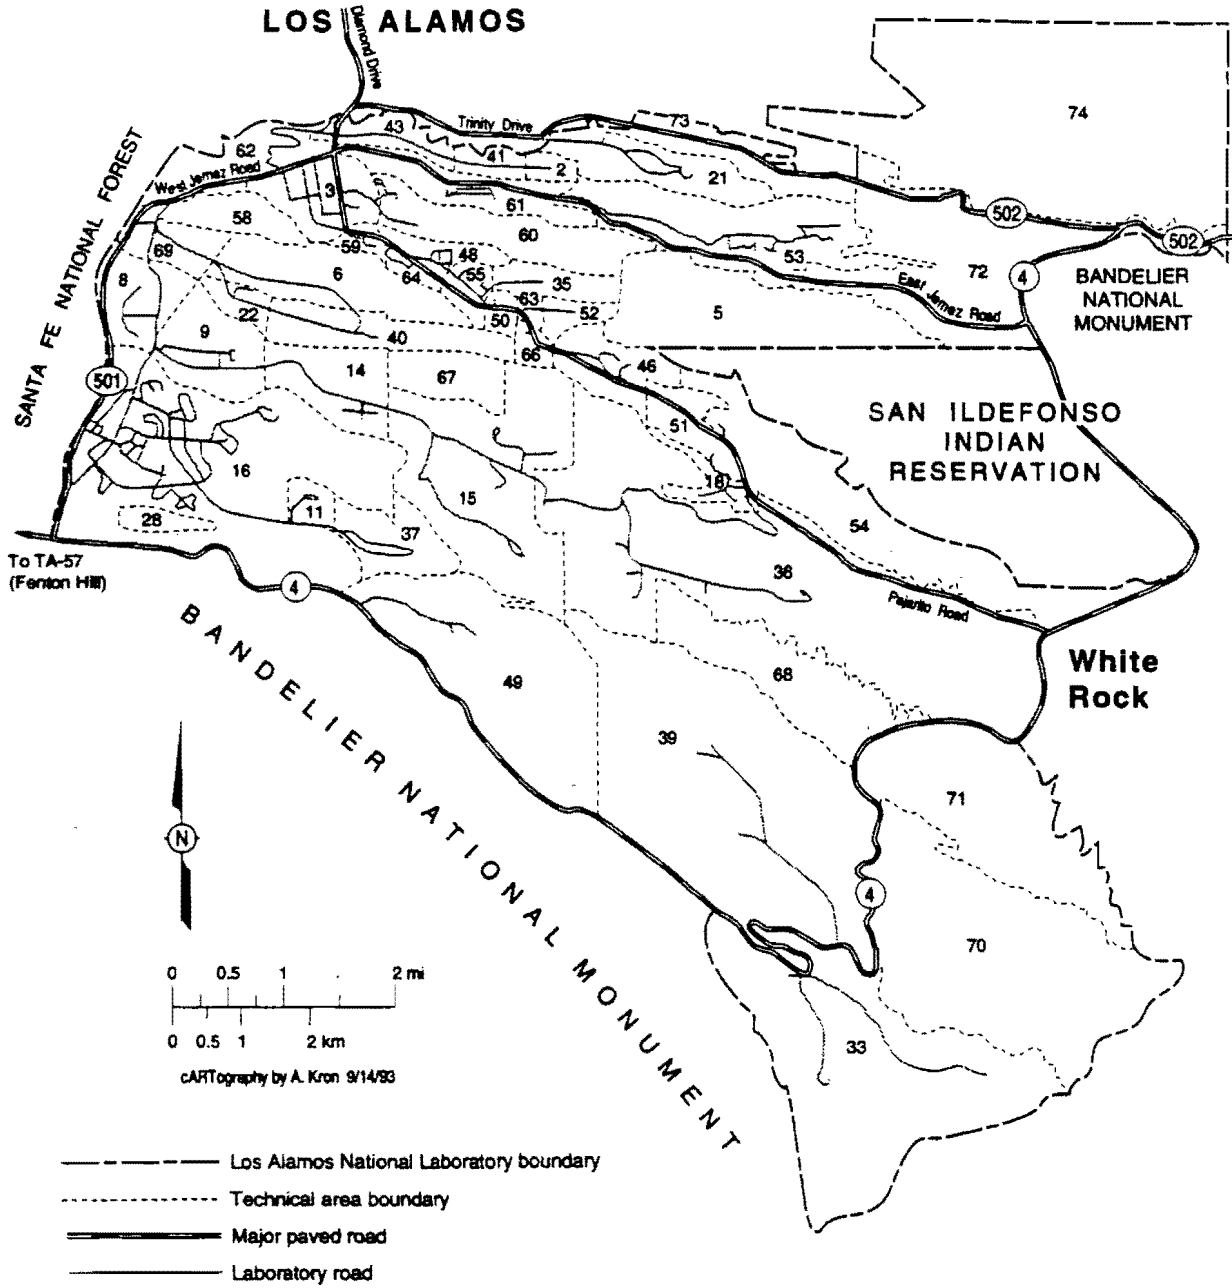 LOS ALAMOS
Diamond Drive
74
43
Trinity Drive
73
62
41
2
21
West Jemez Road
3
61
502
58
60
502
59
48
53
72
69
6
64
55
35
4
BANDELIER
NATIONAL
MONUMENT
8
63
East Jemez Road
22
50
52
5
9
40
66
SANTA FE NATIONAL FOREST
14
67
46
501
SAN ILDEFONSO
INDIAN
RESERVATION
51
16
18
15
11
28
37
54
To TA-57
(Fenton Hill)
4
36
Pajarito Road
BANDELIER NATIONAL MONUMENT
White
Rock
49
68
39
71
N
4
70
0 0.5 1 2 mi
0 0.5 1 2 km
33
cARTography by A. Kron 9/14/93
Los Alamos National Laboratory boundary
Technical area boundary
Major paved road
Laboratory road